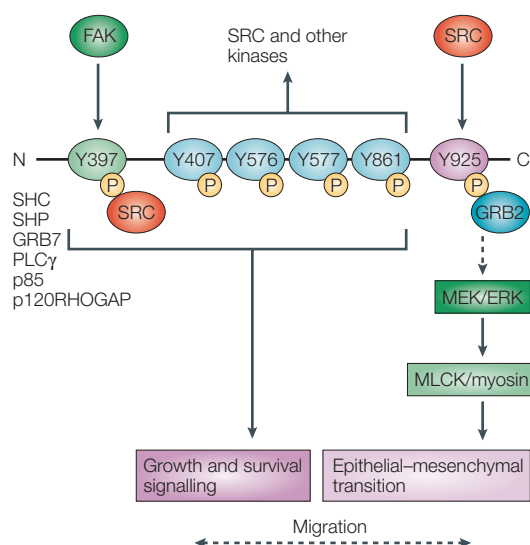 FAK
SRC and other
kinases
SRC
N
Y397
Y407
Y576
Y577
Y861
Y925
C
P
P
P
P
P
P
SRC
GRB2
SHC
SHP
GRB7
PLCγ
p85
p120RHOGAP
MEK/ERK
MLCK/myosin
Growth and survival
signalling
Epithelial–mesenchymal
transition
Migration